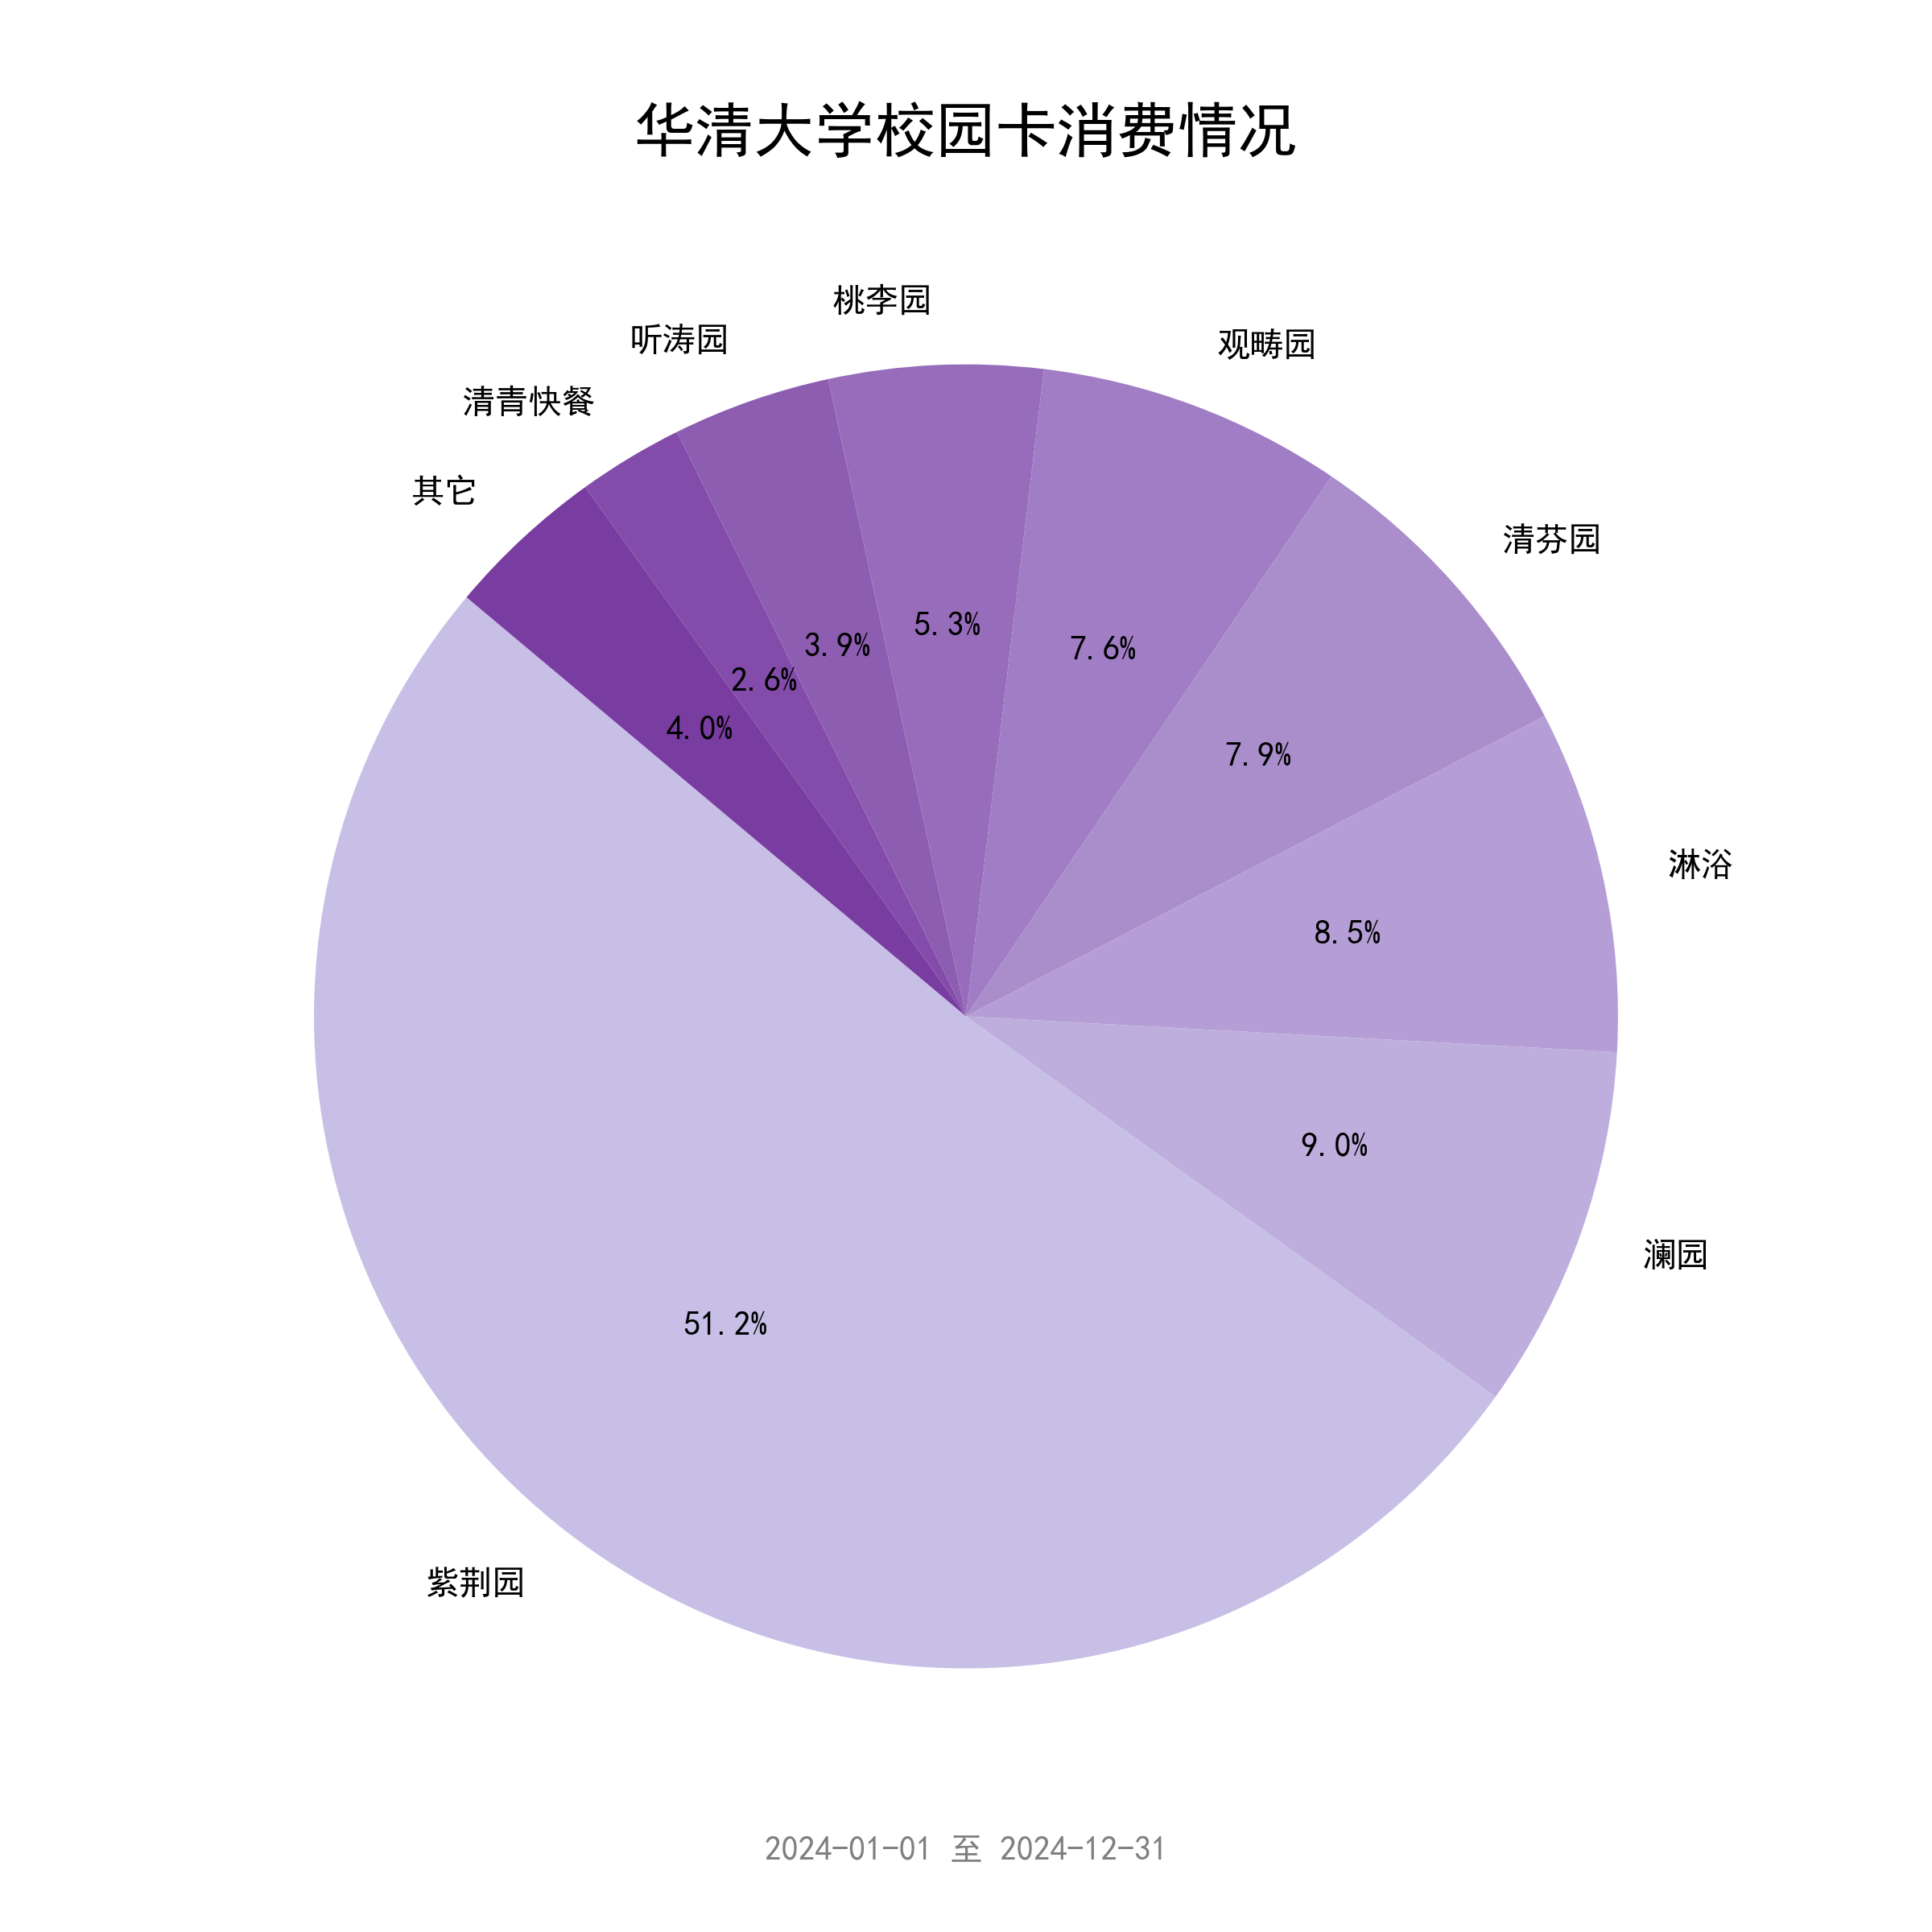 华清大学校园卡消费情况
桃李园
听涛园
观畴园
清青快餐
其它
清芬园
5.3%
3.9%
7.6%
2.6%
4.0%
7.9%
淋浴
8.5%
9.0%
澜园
51.2%
紫荆园
2024-01-01 至 2024-12-31